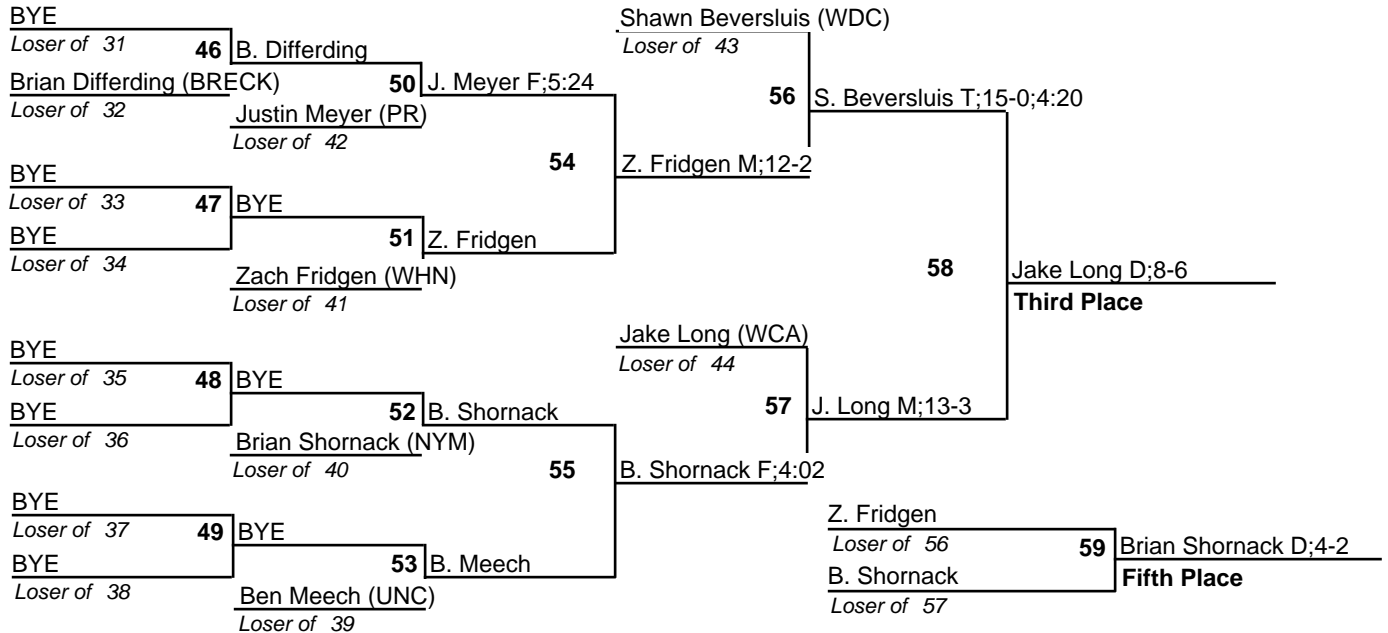 BYE
Loser of 31
46
B. Differding
Brian Differding (BRECK)
Loser of 32
50
J. Meyer F;5:24
Justin Meyer (PR)
Loser of 42
54
Z. Fridgen M;12-2
BYE
Loser of 33
47
BYE
BYE
Loser of 34
51
Z. Fridgen
Zach Fridgen (WHN)
Loser of 41
Shawn Beversluis (WDC)
Loser of 43
56
S. Beversluis T;15-0;4:20
58
Jake Long D;8-6
Third Place
BYE
Loser of 35
48
BYE
BYE
Loser of 36
52
B. Shornack
Brian Shornack (NYM)
Loser of 40
55
B. Shornack F;4:02
Jake Long (WCA)
Loser of 44
57
J. Long M;13-3
BYE
Loser of 37
49
BYE
BYE
Loser of 38
53
B. Meech
Ben Meech (UNC)
Loser of 39
Z. Fridgen
Loser of 56
59
Brian Shornack D;4-2
B. Shornack
Fifth Place
Loser of 57